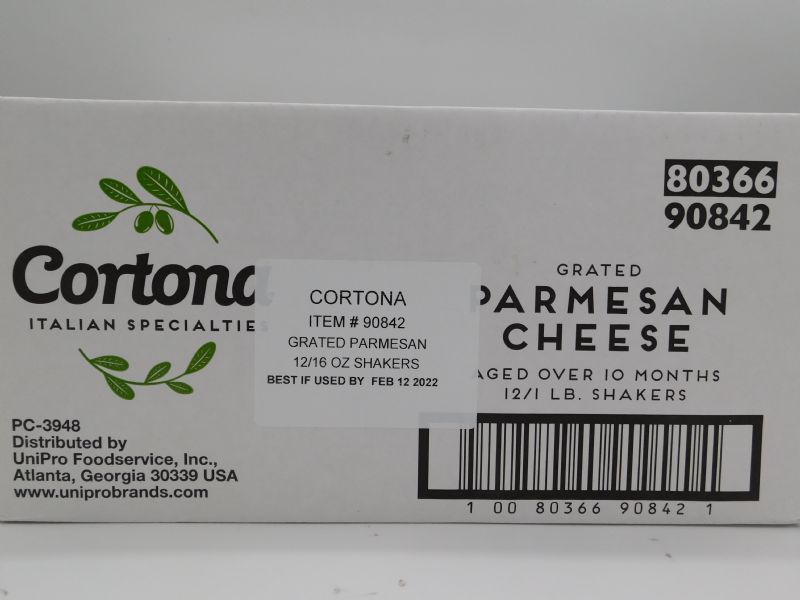 80366
90842
Cortona
ITALIAN SPECIALTIES
CORTONA
ITEM # 90842
GRATED PARMESAN
12/16 OZ SHAKERS
BEST IF USED BY FEB 12 2022
GRATED
PARMESAN
CHEESE
AGED OVER 10 MONTHS
12/1 LB. SHAKERS
PC-3948
Distributed by
UniPro Foodservice, Inc.,
Atlanta, Georgia 30339 USA
www.uniprobrands.com
1 00 80366 90842 1